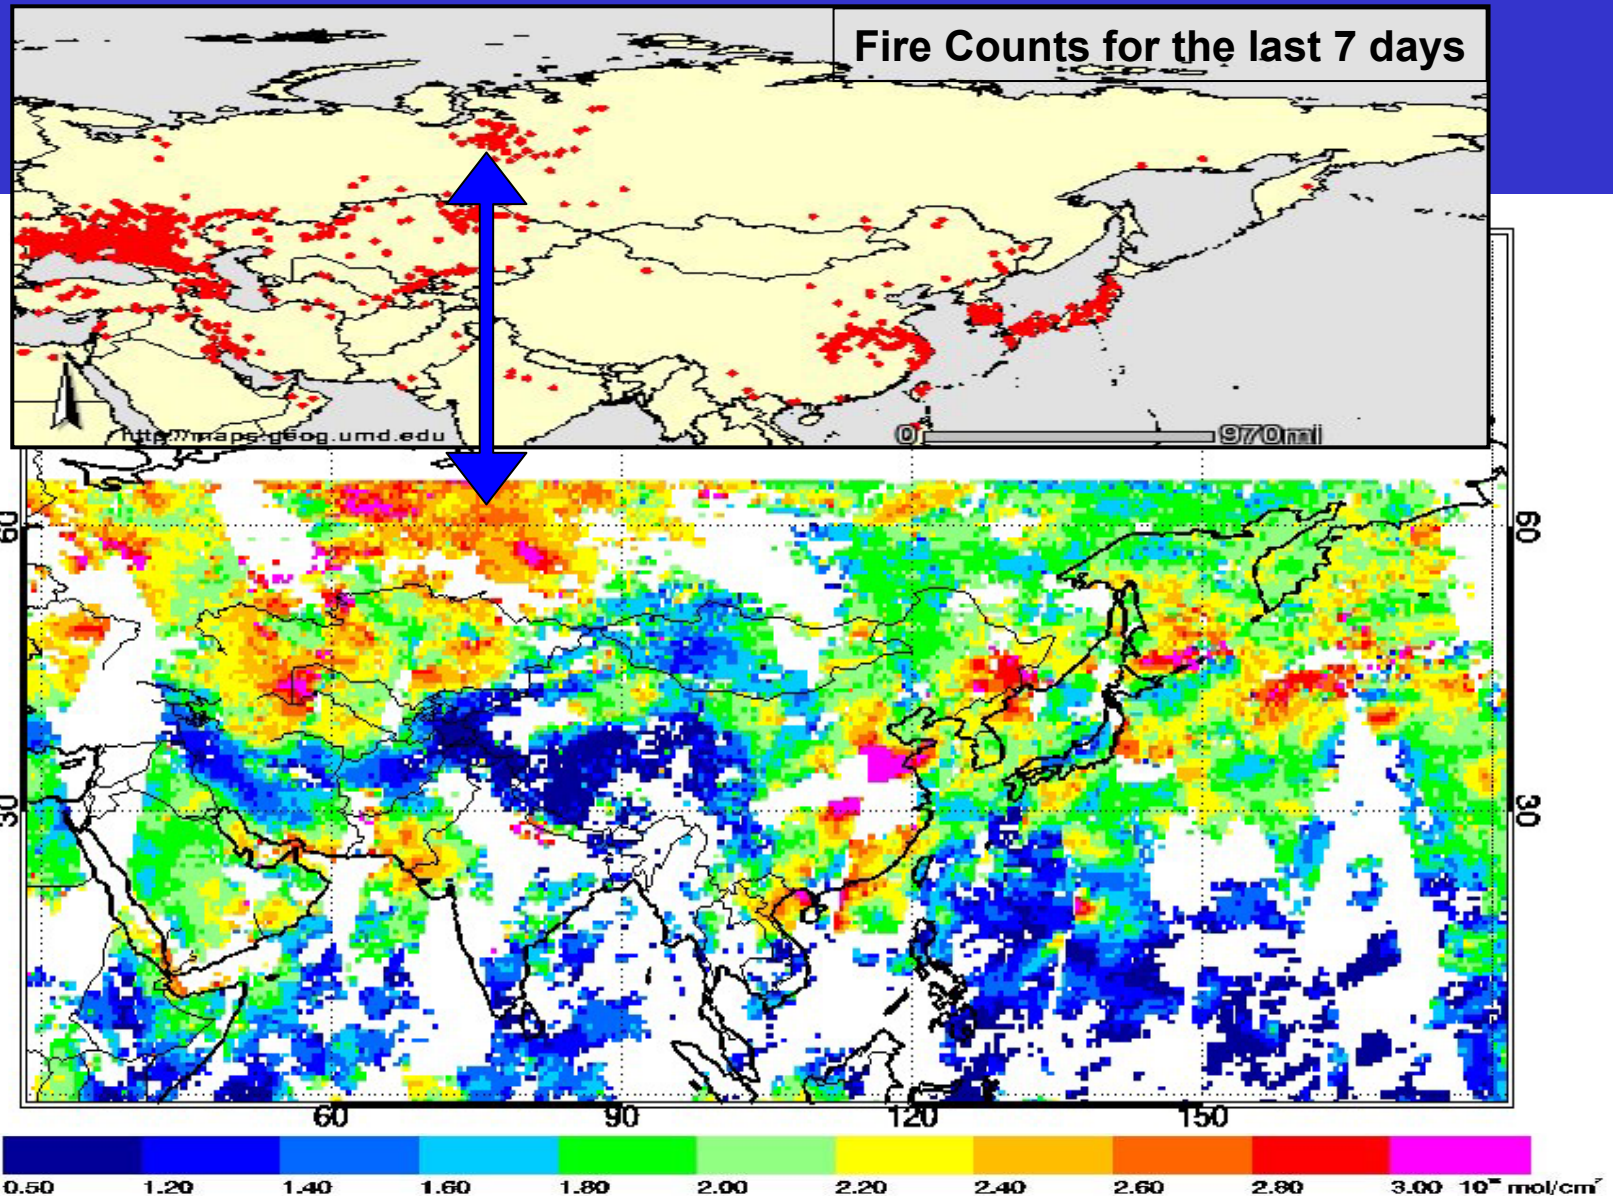 Fire Counts for the last 7 days
http://maps.geog.umd.edu
0 970mi
60 60
30 30
60 90 120 150
0.50 1.20 1.40 1.60 1.80 2.00 2.20 2.40 2.60 2.80 3.00 mol/cm²